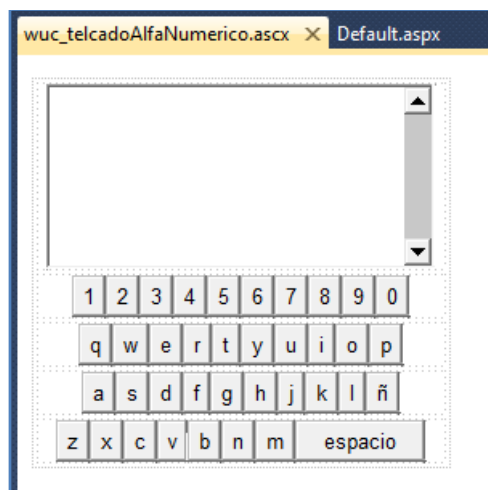 wuc_telcadoAlfaNumerico.ascx Default.aspx
1 2 3 4 5 6 7 8 9 0
q w e r t y u i o p
a s d f g h j k l ñ
z x c v b n m espacio